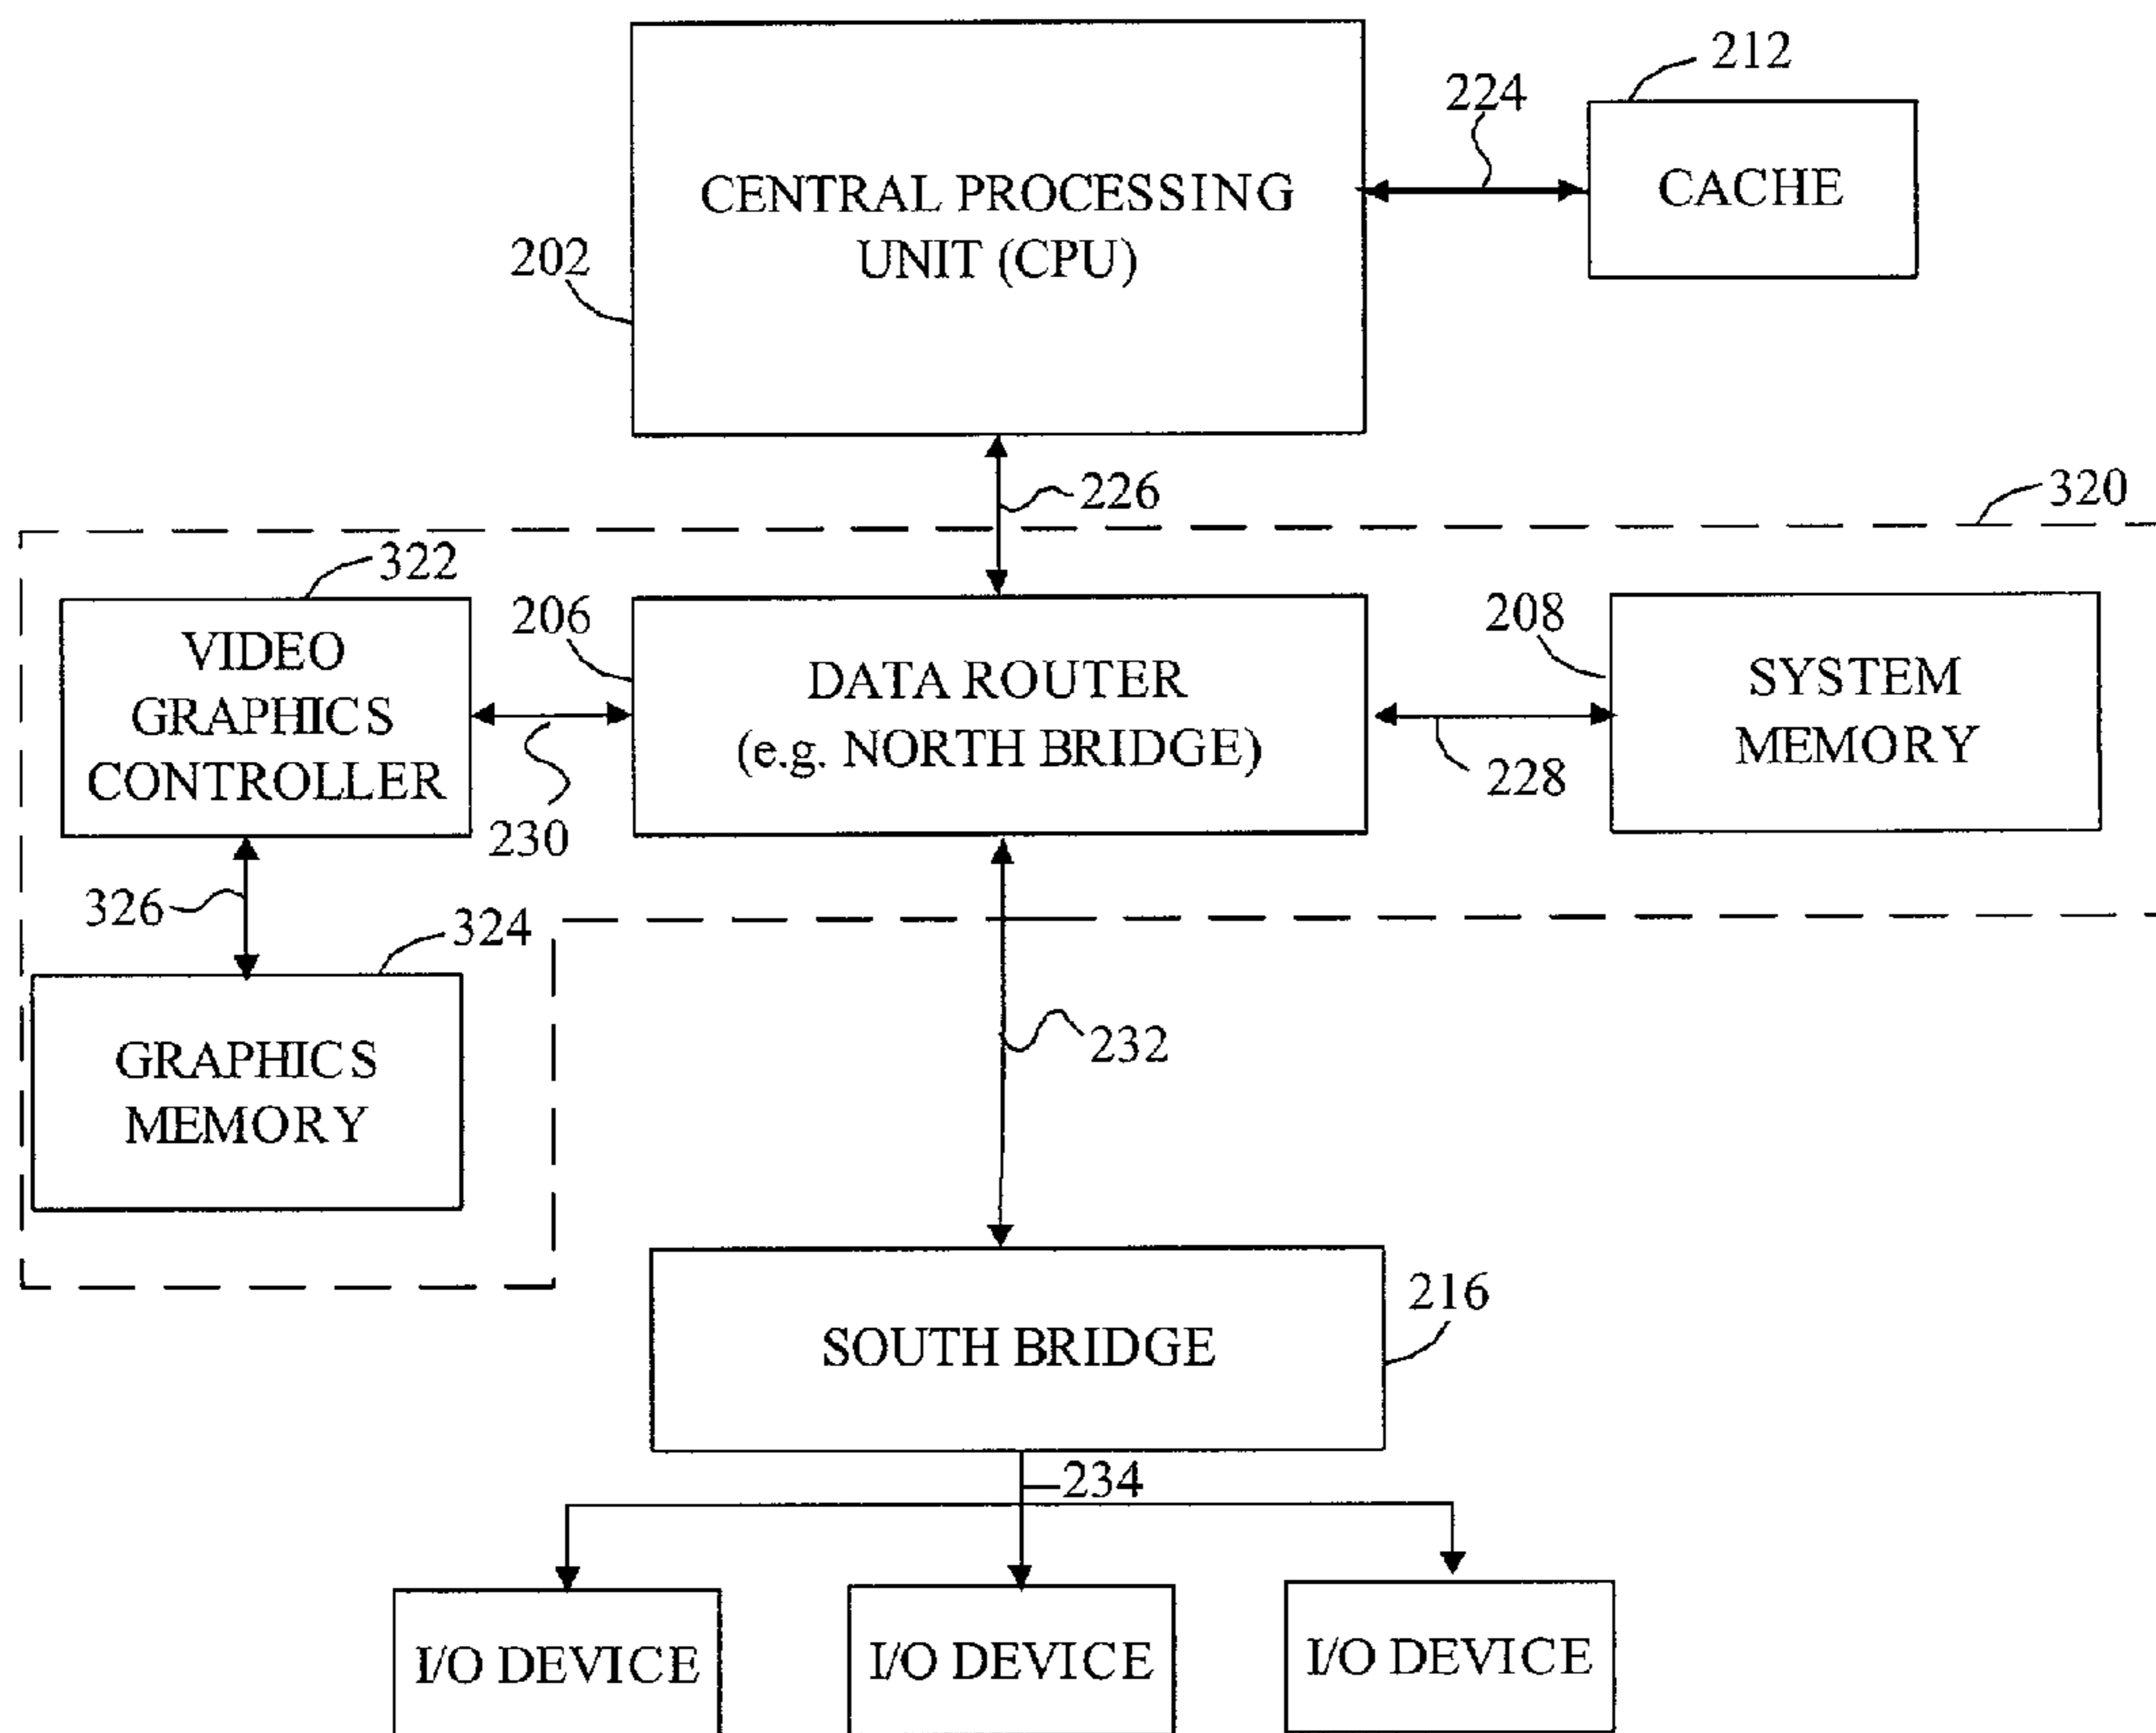 212
224
CACHE
CENTRAL PROCESSING
UNIT (CPU)
202
226
320
322
206
208
VIDEO
GRAPHICS
CONTROLLER
DATA ROUTER
(e.g. NORTH BRIDGE)
SYSTEM
MEMORY
230
228
326
324
GRAPHICS
MEMORY
232
216
SOUTH BRIDGE
234
I/O DEVICE
I/O DEVICE
I/O DEVICE